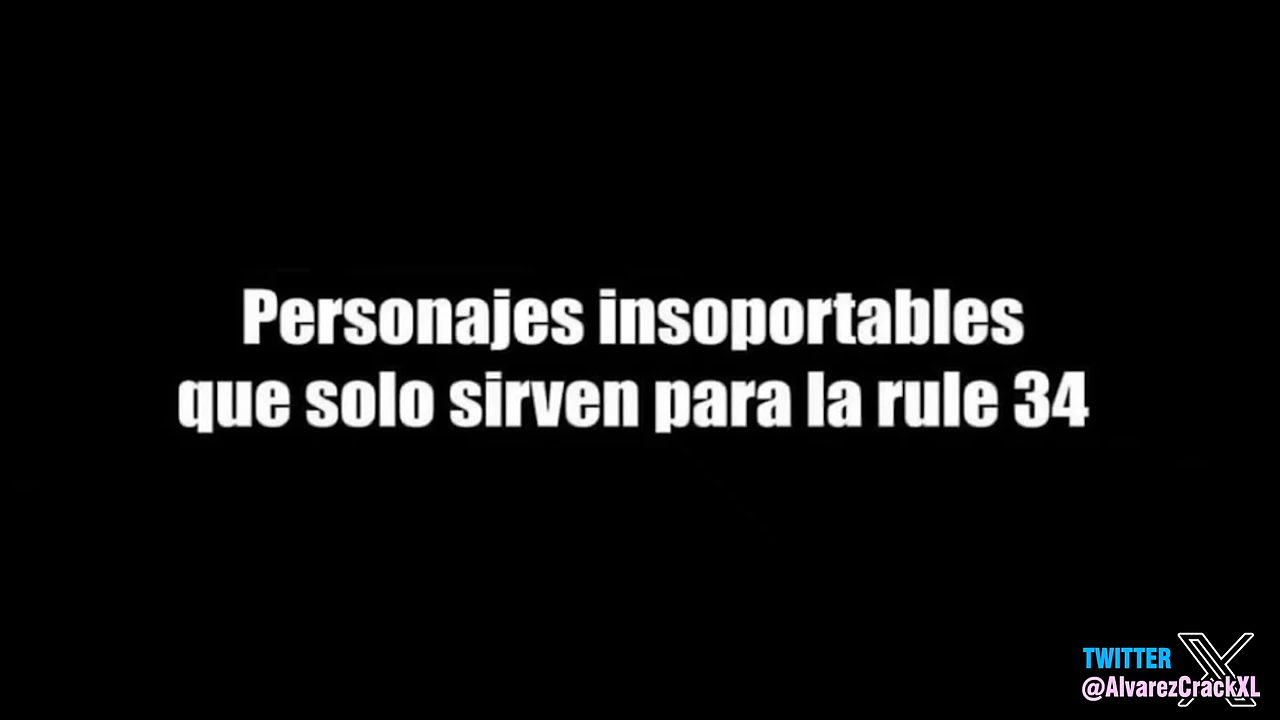 Personajes insoportables
que solo sirven para la rule 34
TWITTER X
@AlvarezCrackXL